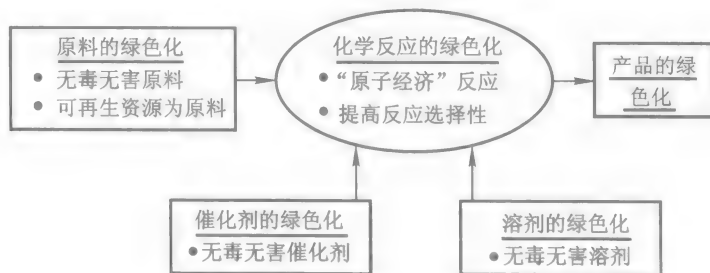 原料的绿色化
• 无毒无害原料
• 可再生资源为原料
化学反应的绿色化
• “原子经济”反应
• 提高反应选择性
产品的绿
色化
催化剂的绿色化
• 无毒无害催化剂
溶剂的绿色化
• 无毒无害溶剂